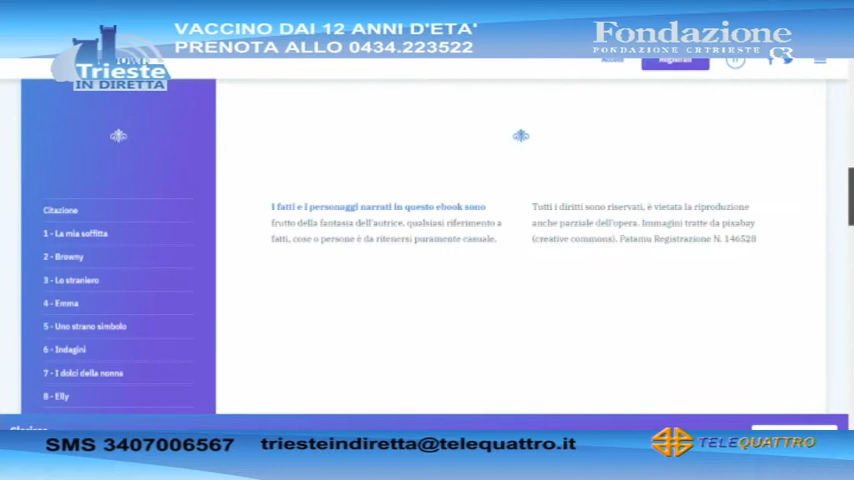 VACCINO DAI 12 ANNI D'ETA'
PRENOTA ALLO 0434.223522
Fondazione
FONDAZIONE CRTRIESTE
Trieste
IN DIRETTA
Registrati
Citazione
1 - La mia soffitta
2 - Browny
3 - Lo straniero
4 - Emma
5 - Uno strano simbolo
6 - Indagini
7 - I dolci della nonna
8 - Elly
I fatti e i personaggi narrati in questo ebook sono
frutto della fantasia dell'autrice, qualsiasi riferimento a
fatti, cose o persone è da ritenersi puramente casuale.
Tutti i diritti sono riservati, è vietata la riproduzione
anche parziale dell'opera. Immagini tratte da pixabay
(creative commons). Patamu Registrazione N. 146528
SMS 3407006567
triesteindiretta@telequattro.it
TELEQUATTRO